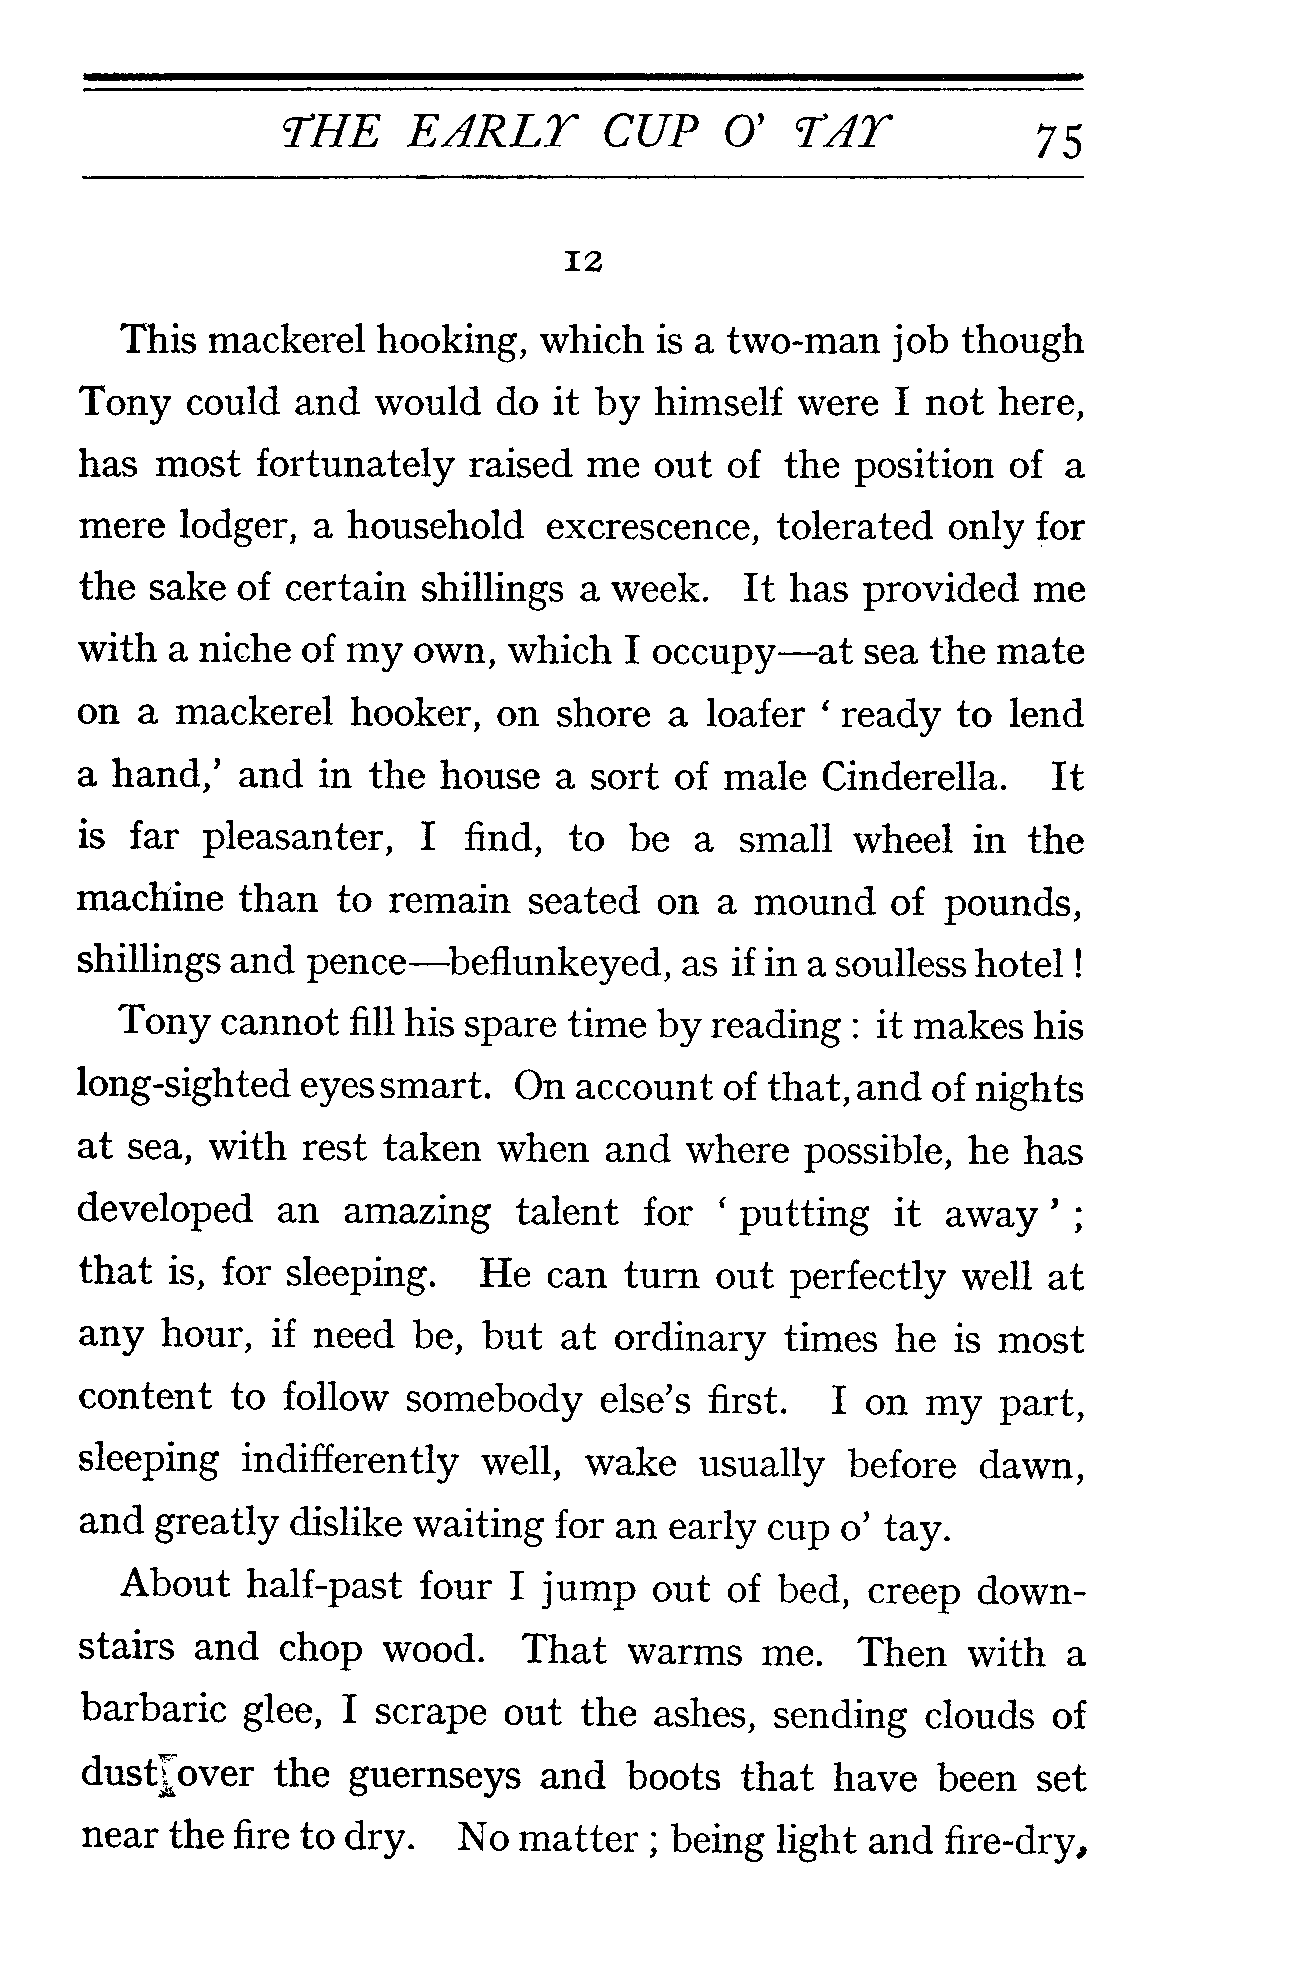 THE EARLY CUP O' TAY 75
12
This mackerel hooking, which is a two-man job though
Tony could and would do it by himself were I not here,
has most fortunately raised me out of the position of a
mere lodger, a household excrescence, tolerated only for
the sake of certain shillings a week. It has provided me
with a niche of my own, which I occupy—at sea the mate
on a mackerel hooker, on shore a loafer ‘ ready to lend
a hand,’ and in the house a sort of male Cinderella. It
is far pleasanter, I find, to be a small wheel in the
machine than to remain seated on a mound of pounds,
shillings and pence—beflunkeyed, as if in a soulless hotel !
Tony cannot fill his spare time by reading : it makes his
long-sighted eyes smart. On account of that, and of nights
at sea, with rest taken when and where possible, he has
developed an amazing talent for ‘ putting it away ’ ;
that is, for sleeping. He can turn out perfectly well at
any hour, if need be, but at ordinary times he is most
content to follow somebody else’s first. I on my part,
sleeping indifferently well, wake usually before dawn,
and greatly dislike waiting for an early cup o’ tay.
About half-past four I jump out of bed, creep down-
stairs and chop wood. That warms me. Then with a
barbaric glee, I scrape out the ashes, sending clouds of
dust over the guernseys and boots that have been set
near the fire to dry. No matter ; being light and fire-dry,